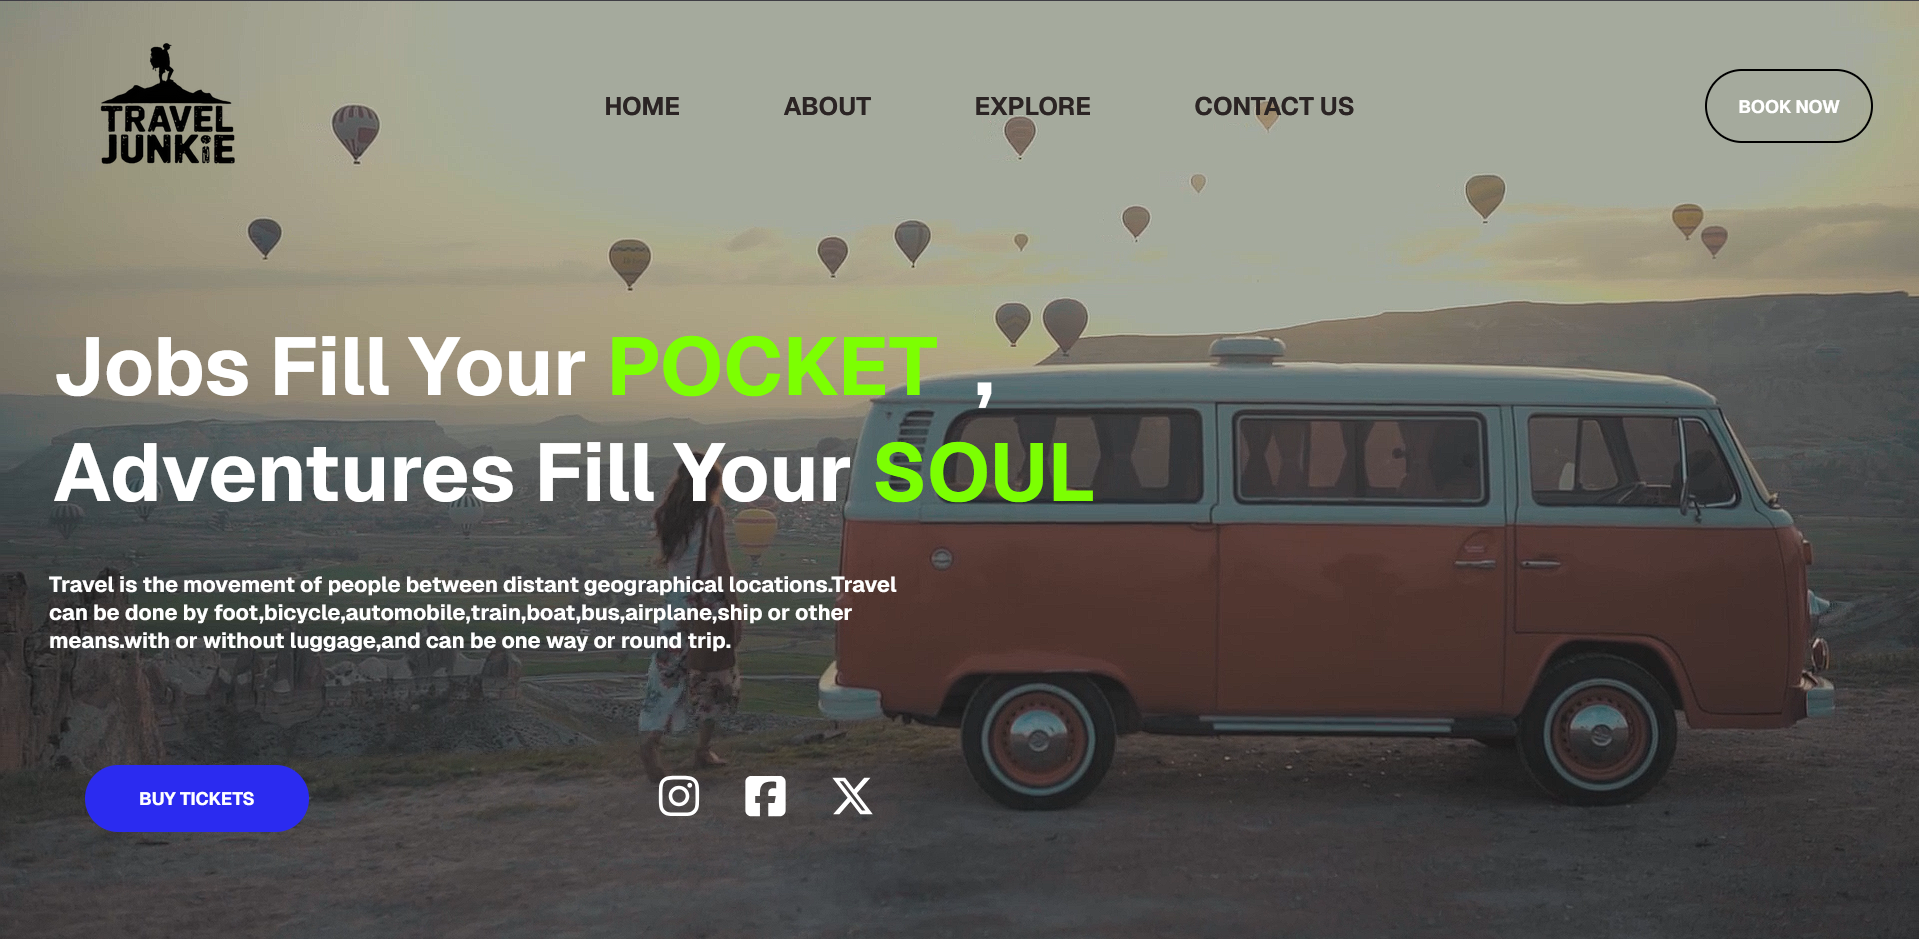 TRAVEL
JUNKiE
HOME ABOUT EXPLORE CONTACT US BOOK NOW
Jobs Fill Your POCKET ,
Adventures Fill Your SOUL
Travel is the movement of people between distant geographical locations.Travel
can be done by foot,bicycle,automobile,train,boat,bus,airplane,ship or other
means.with or without luggage,and can be one way or round trip.
BUY TICKETS